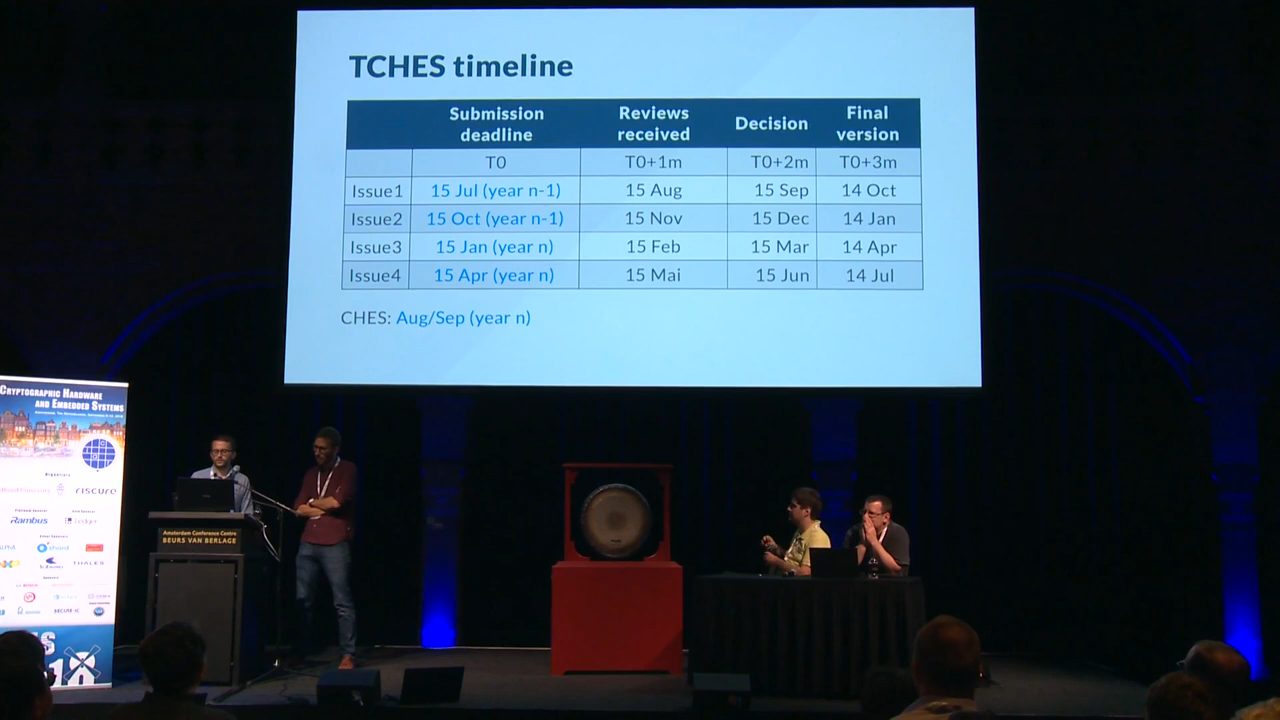 TCHES timeline
Submission deadline Reviews received Decision Final version
T0 T0+1m T0+2m T0+3m
Issue1 15 Jul (year n-1) 15 Aug 15 Sep 14 Oct
Issue2 15 Oct (year n-1) 15 Nov 15 Dec 14 Jan
Issue3 15 Jan (year n) 15 Feb 15 Mar 14 Apr
Issue4 15 Apr (year n) 15 Mai 15 Jun 14 Jul
CHES: Aug/Sep (year n)
Cryptographic Hardware
and Embedded Systems
riscure
Rambus
THALES
Amsterdam Conference Centre
BEURS VAN BERLAGE